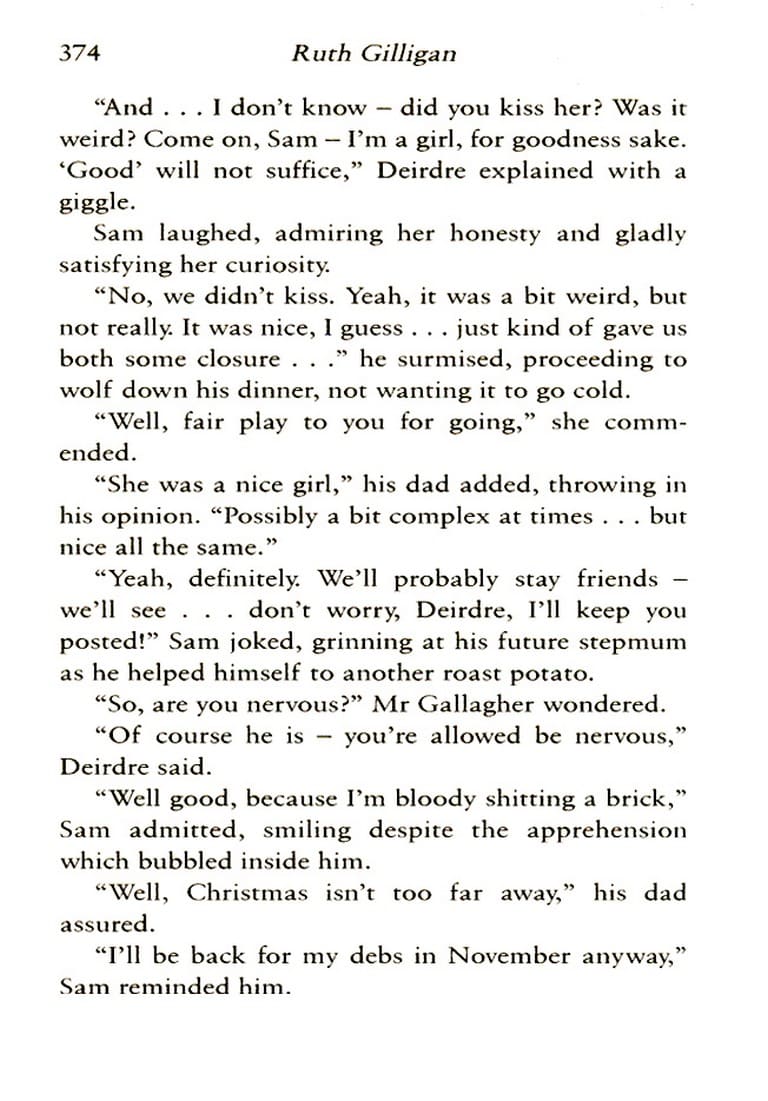 374 Ruth Gilligan
“And . . . I don’t know – did you kiss her? Was it
weird? Come on, Sam – I’m a girl, for goodness sake.
‘Good’ will not suffice,” Deirdre explained with a
giggle.
Sam laughed, admiring her honesty and gladly
satisfying her curiosity.
“No, we didn’t kiss. Yeah, it was a bit weird, but
not really. It was nice, I guess . . . just kind of gave us
both some closure . . .” he surmised, proceeding to
wolf down his dinner, not wanting it to go cold.
“Well, fair play to you for going,” she comm-
ended.
“She was a nice girl,” his dad added, throwing in
his opinion. “Possibly a bit complex at times . . . but
nice all the same.”
“Yeah, definitely. We’ll probably stay friends –
we’ll see . . . don’t worry, Deirdre, I’ll keep you
posted!” Sam joked, grinning at his future stepmum
as he helped himself to another roast potato.
“So, are you nervous?” Mr Gallagher wondered.
“Of course he is – you’re allowed be nervous,”
Deirdre said.
“Well good, because I’m bloody shitting a brick,”
Sam admitted, smiling despite the apprehension
which bubbled inside him.
“Well, Christmas isn’t too far away,” his dad
assured.
“I’ll be back for my debs in November anyway,”
Sam reminded him.